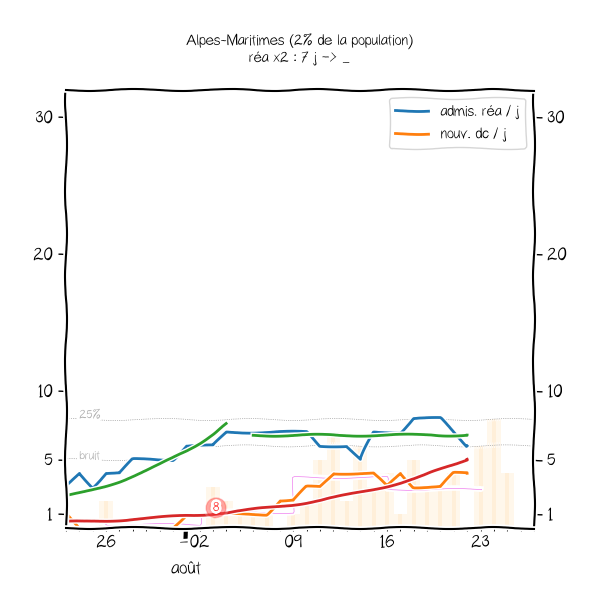 Alpes-Maritimes (2% de la population)
réa x2 : 7 j -> _
admis. réa / j
nouv. dc / j
30
30
20
20
10
10
25%
bruit
5
5
8
1
1
26
02
09
16
23
août